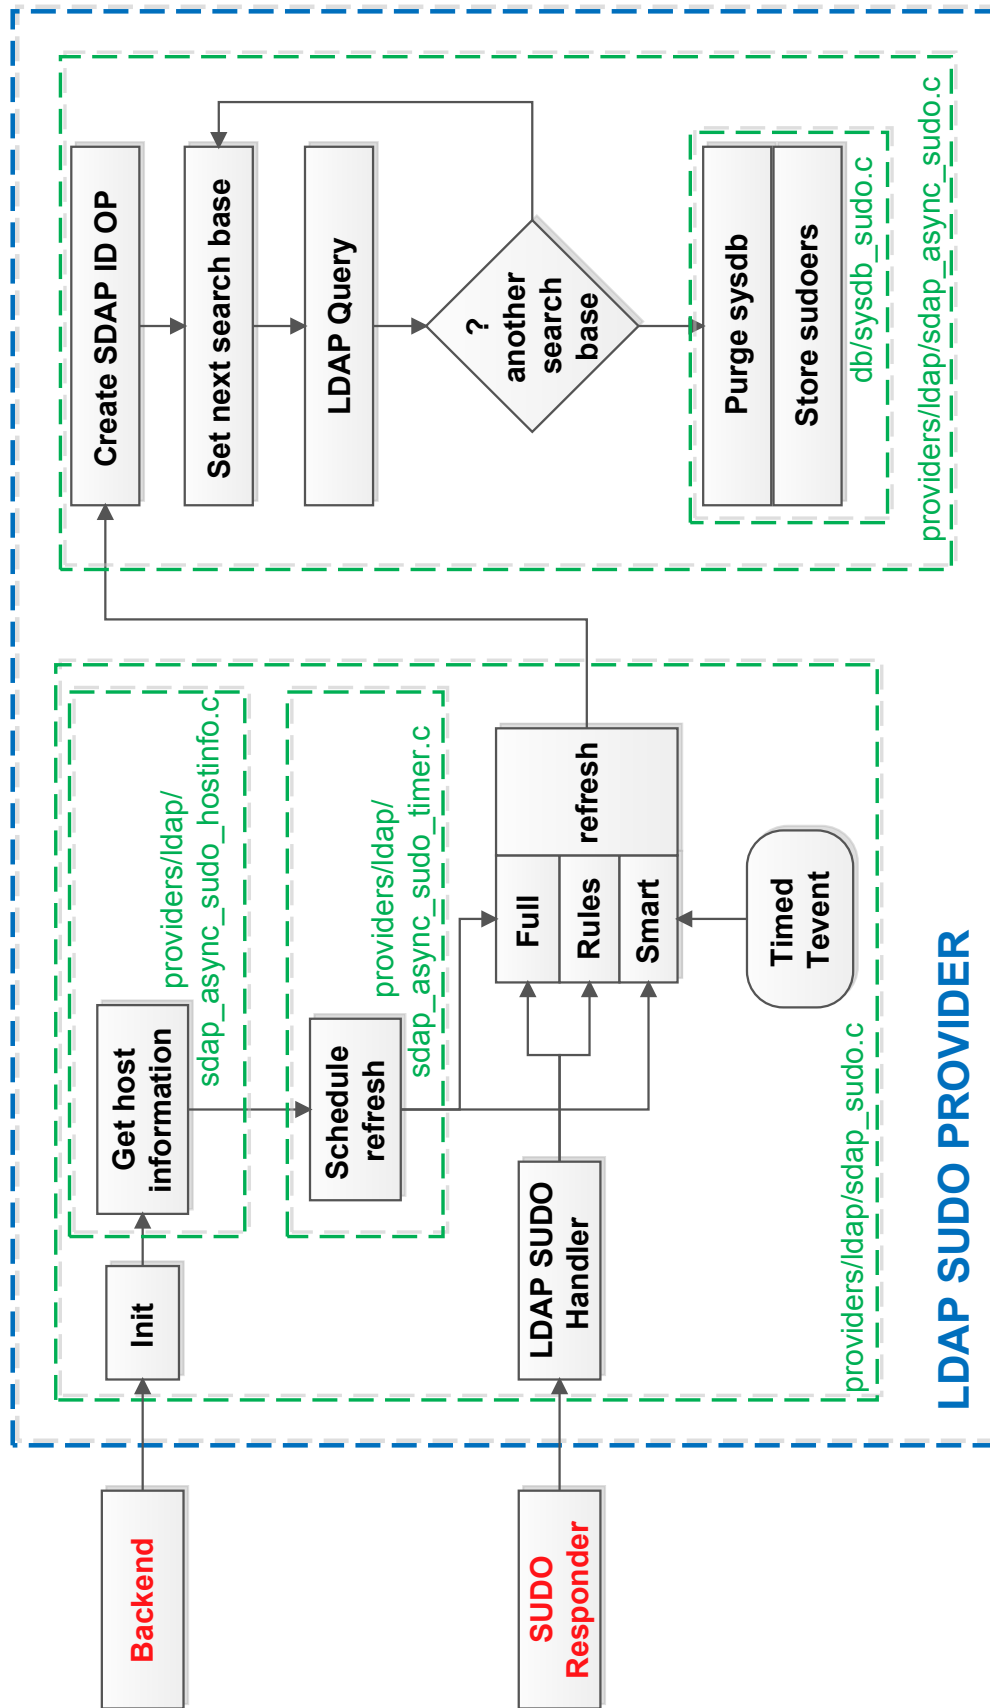 Backend
Init
Get host
information
providers/ldap/
sdap_async_sudo_hostinfo.c
Schedule
refresh
providers/ldap/
sdap_async_sudo_timer.c
SUDO
Responder
LDAP SUDO
Handler
Full
Rules
Smart
refresh
Timed
Tevent
providers/ldap/sdap_sudo.c
Create SDAP ID OP
Set next search base
LDAP Query
?
another
search
base
Purge sysdb
Store sudoers
db/sysdb_sudo.c
providers/ldap/sdap_async_sudo.c
LDAP SUDO PROVIDER